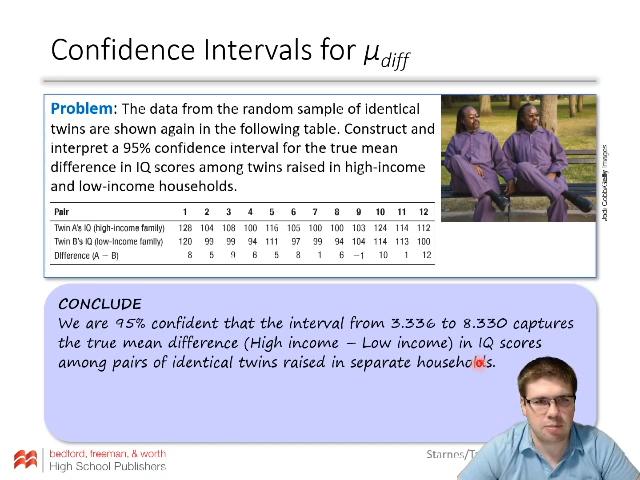 Confidence Intervals for μdiff
Problem: The data from the random sample of identical
twins are shown again in the following table. Construct and
interpret a 95% confidence interval for the true mean
difference in IQ scores among twins raised in high-income
and low-income households.
Jodi Cobb/Getty Images
Pair 1 2 3 4 5 6 7 8 9 10 11 12
Twin A's IQ (high-income family) 128 104 108 100 116 105 100 100 103 124 114 112
Twin B's IQ (low-income family) 120 99 99 94 111 97 99 94 104 114 113 100
Difference (A – B) 8 5 9 6 5 8 1 6 −1 10 1 12
CONCLUDE
We are 95% confident that the interval from 3.336 to 8.330 captures
the true mean difference (High income – Low income) in IQ scores
among pairs of identical twins raised in separate households.
bedford, freeman, & worth
High School Publishers